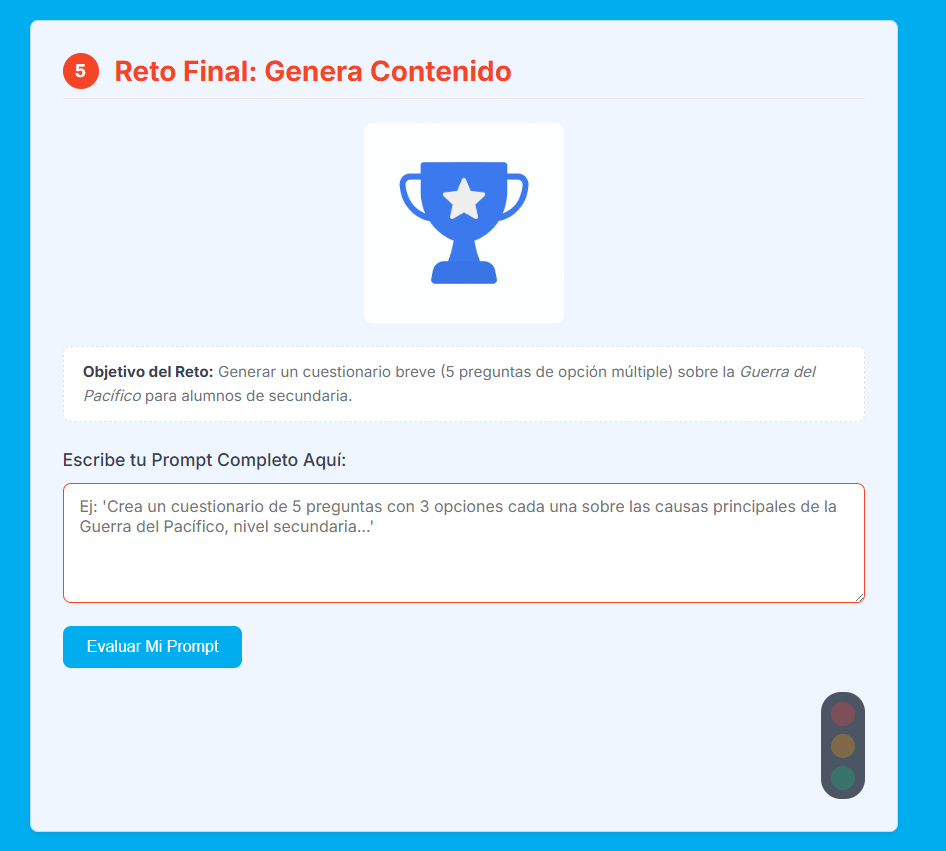 5 Reto Final: Genera Contenido
Objetivo del Reto: Generar un cuestionario breve (5 preguntas de opción múltiple) sobre la Guerra del
Pacífico para alumnos de secundaria.
Escribe tu Prompt Completo Aquí:
Ej: 'Crea un cuestionario de 5 preguntas con 3 opciones cada una sobre las causas principales de la
Guerra del Pacífico, nivel secundaria...'
Evaluar Mi Prompt